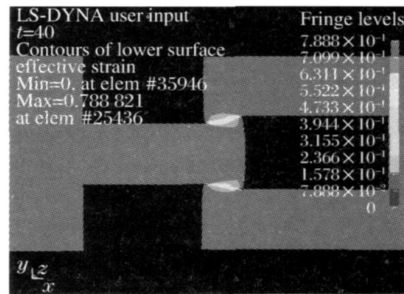 LS-DYNA user input
t=40
Contours of lower surface
effective strain
Min=0. at elem #35946
Max=0.788 821
at elem #25436
Fringe levels
7.888×10⁻¹
7.099×10⁻¹
6.311×10⁻¹
5.522×10⁻¹
4.733×10⁻¹
3.944×10⁻¹
3.155×10⁻¹
2.366×10⁻¹
1.578×10⁻¹
7.888×10⁻²
0
y z
x